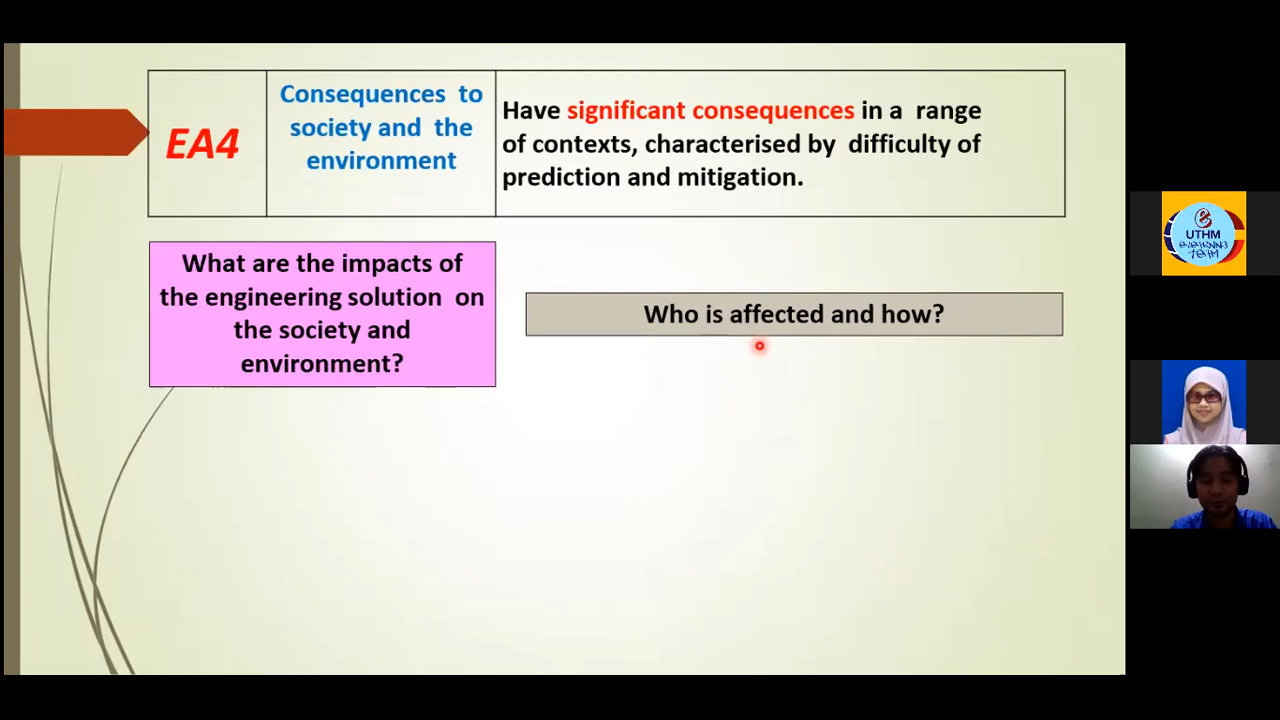 EA4
Consequences to
society and the
environment
Have significant consequences in a range
of contexts, characterised by difficulty of
prediction and mitigation.
What are the impacts of
the engineering solution on
the society and
environment?
Who is affected and how?
e
UTHM
eLearning
TEAM